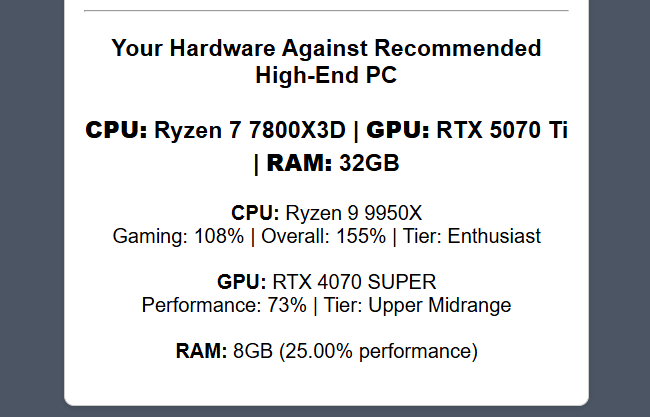 Your Hardware Against Recommended
High-End PC
CPU: Ryzen 7 7800X3D | GPU: RTX 5070 Ti
| RAM: 32GB
CPU: Ryzen 9 9950X
Gaming: 108% | Overall: 155% | Tier: Enthusiast
GPU: RTX 4070 SUPER
Performance: 73% | Tier: Upper Midrange
RAM: 8GB (25.00% performance)